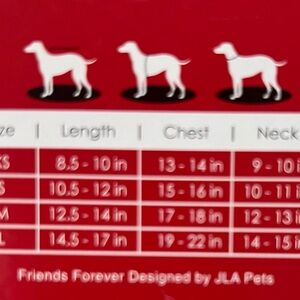 ze | Length | Chest | Neck
XS 8.5 - 10 in 13 - 14 in 9 - 10 i
S 10.5 - 12 in 15 - 16 in 10 - 11 i
M 12.5 - 14 in 17 - 18 in 12 - 13 i
L 14.5 - 17 in 19 - 22 in 14 - 15 i
Friends Forever Designed by JLA Pets